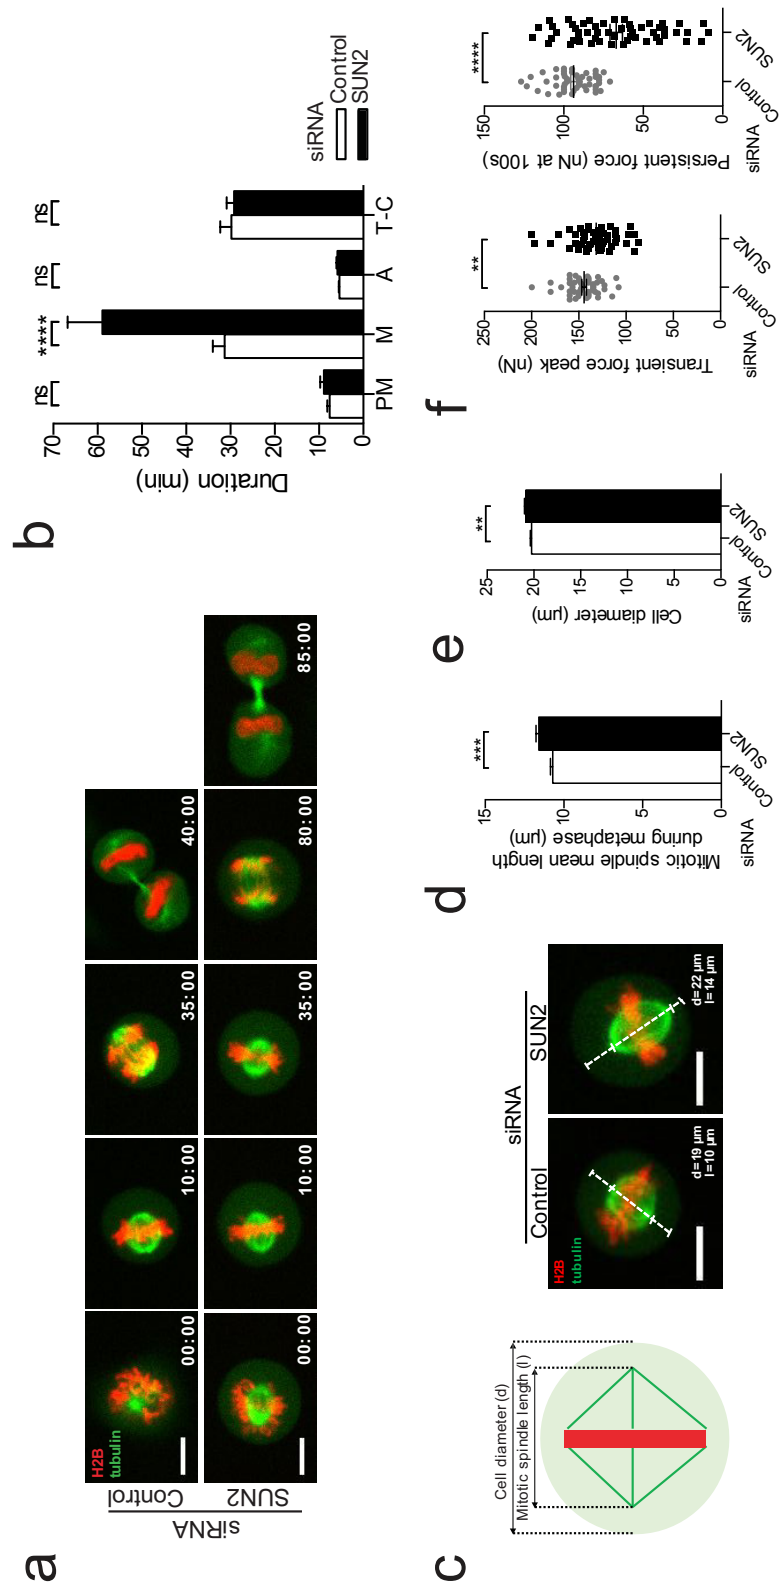 a
siRNA
Control
SUN2
H2B
tubulin
00:00
10:00
35:00
40:00
00:00
10:00
35:00
80:00
85:00
b
Duration (min)
70
60
50
40
30
20
10
0
ns
****
ns
ns
PM
M
A
T-C
siRNA
Control
SUN2
c
Cell diameter (d)
Mitotic spindle length (l)
siRNA
Control
SUN2
H2B
tubulin
d=19 µm
l=10 µm
d=22 µm
l=14 µm
d
Mitotic spindle mean length
during metaphase (µm)
15
10
5
0
***
siRNA
Control
SUN2
e
Cell diameter (µm)
25
20
15
10
5
0
**
siRNA
Control
SUN2
f
Transient force peak (nN)
250
200
150
100
50
0
**
siRNA
Control
SUN2
Persistent force (nN at 100s)
150
100
50
0
****
siRNA
Control
SUN2